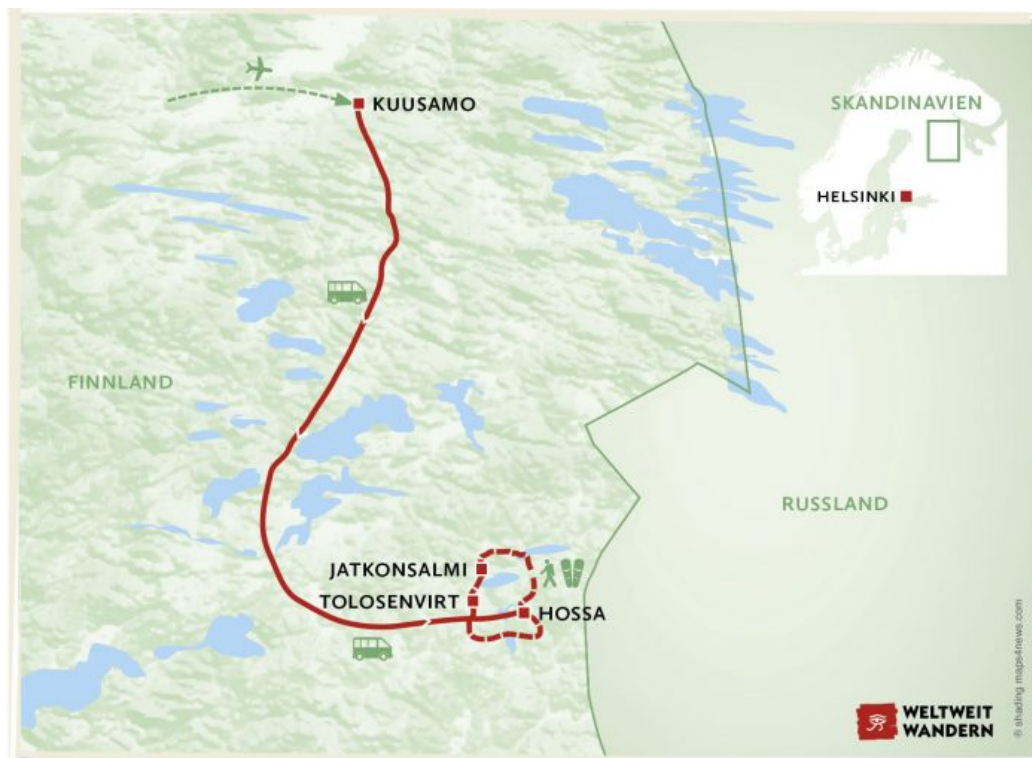 KUUSAMO
SKANDINAVIEN
HELSINKI
FINNLAND
RUSSLAND
JATKONSALMI
TOLOSENVIRT
HOSSA
WELTWEIT
WANDERN
® shading maps4news.com